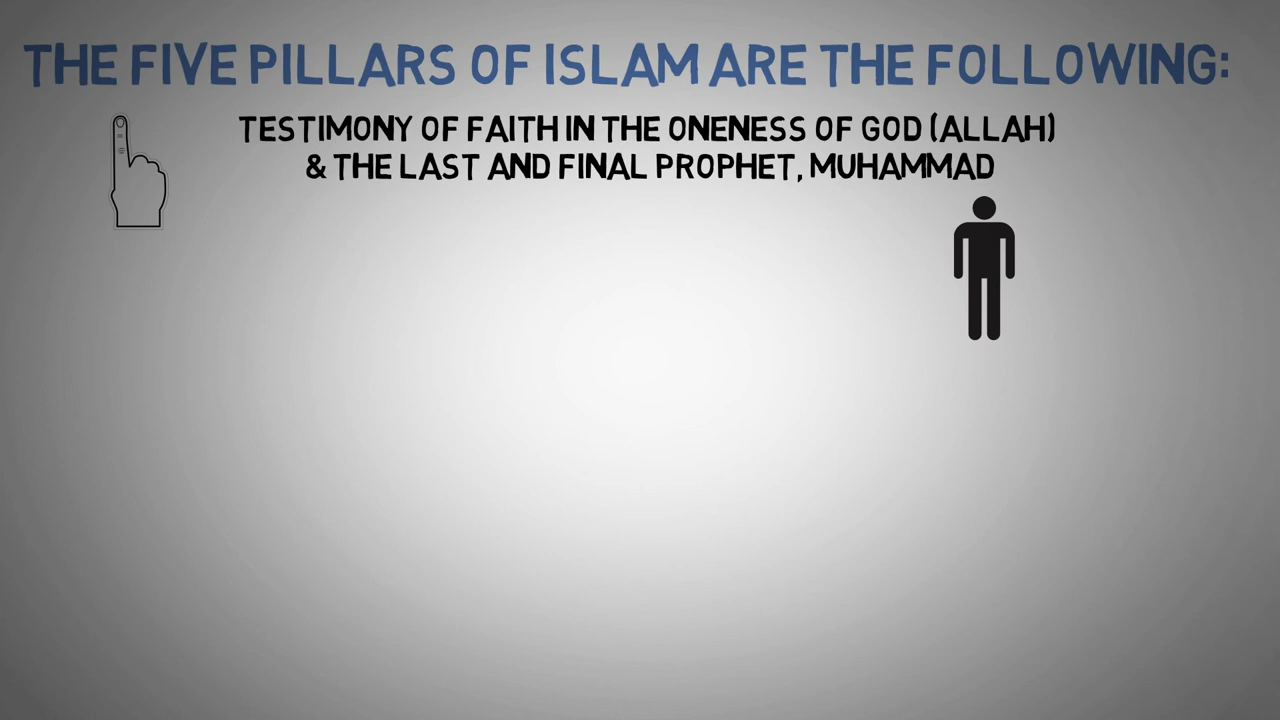 THE FIVE PILLARS OF ISLAM ARE THE FOLLOWING:
TESTIMONY OF FAITH IN THE ONENESS OF GOD (ALLAH)
& THE LAST AND FINAL PROPHET, MUHAMMAD